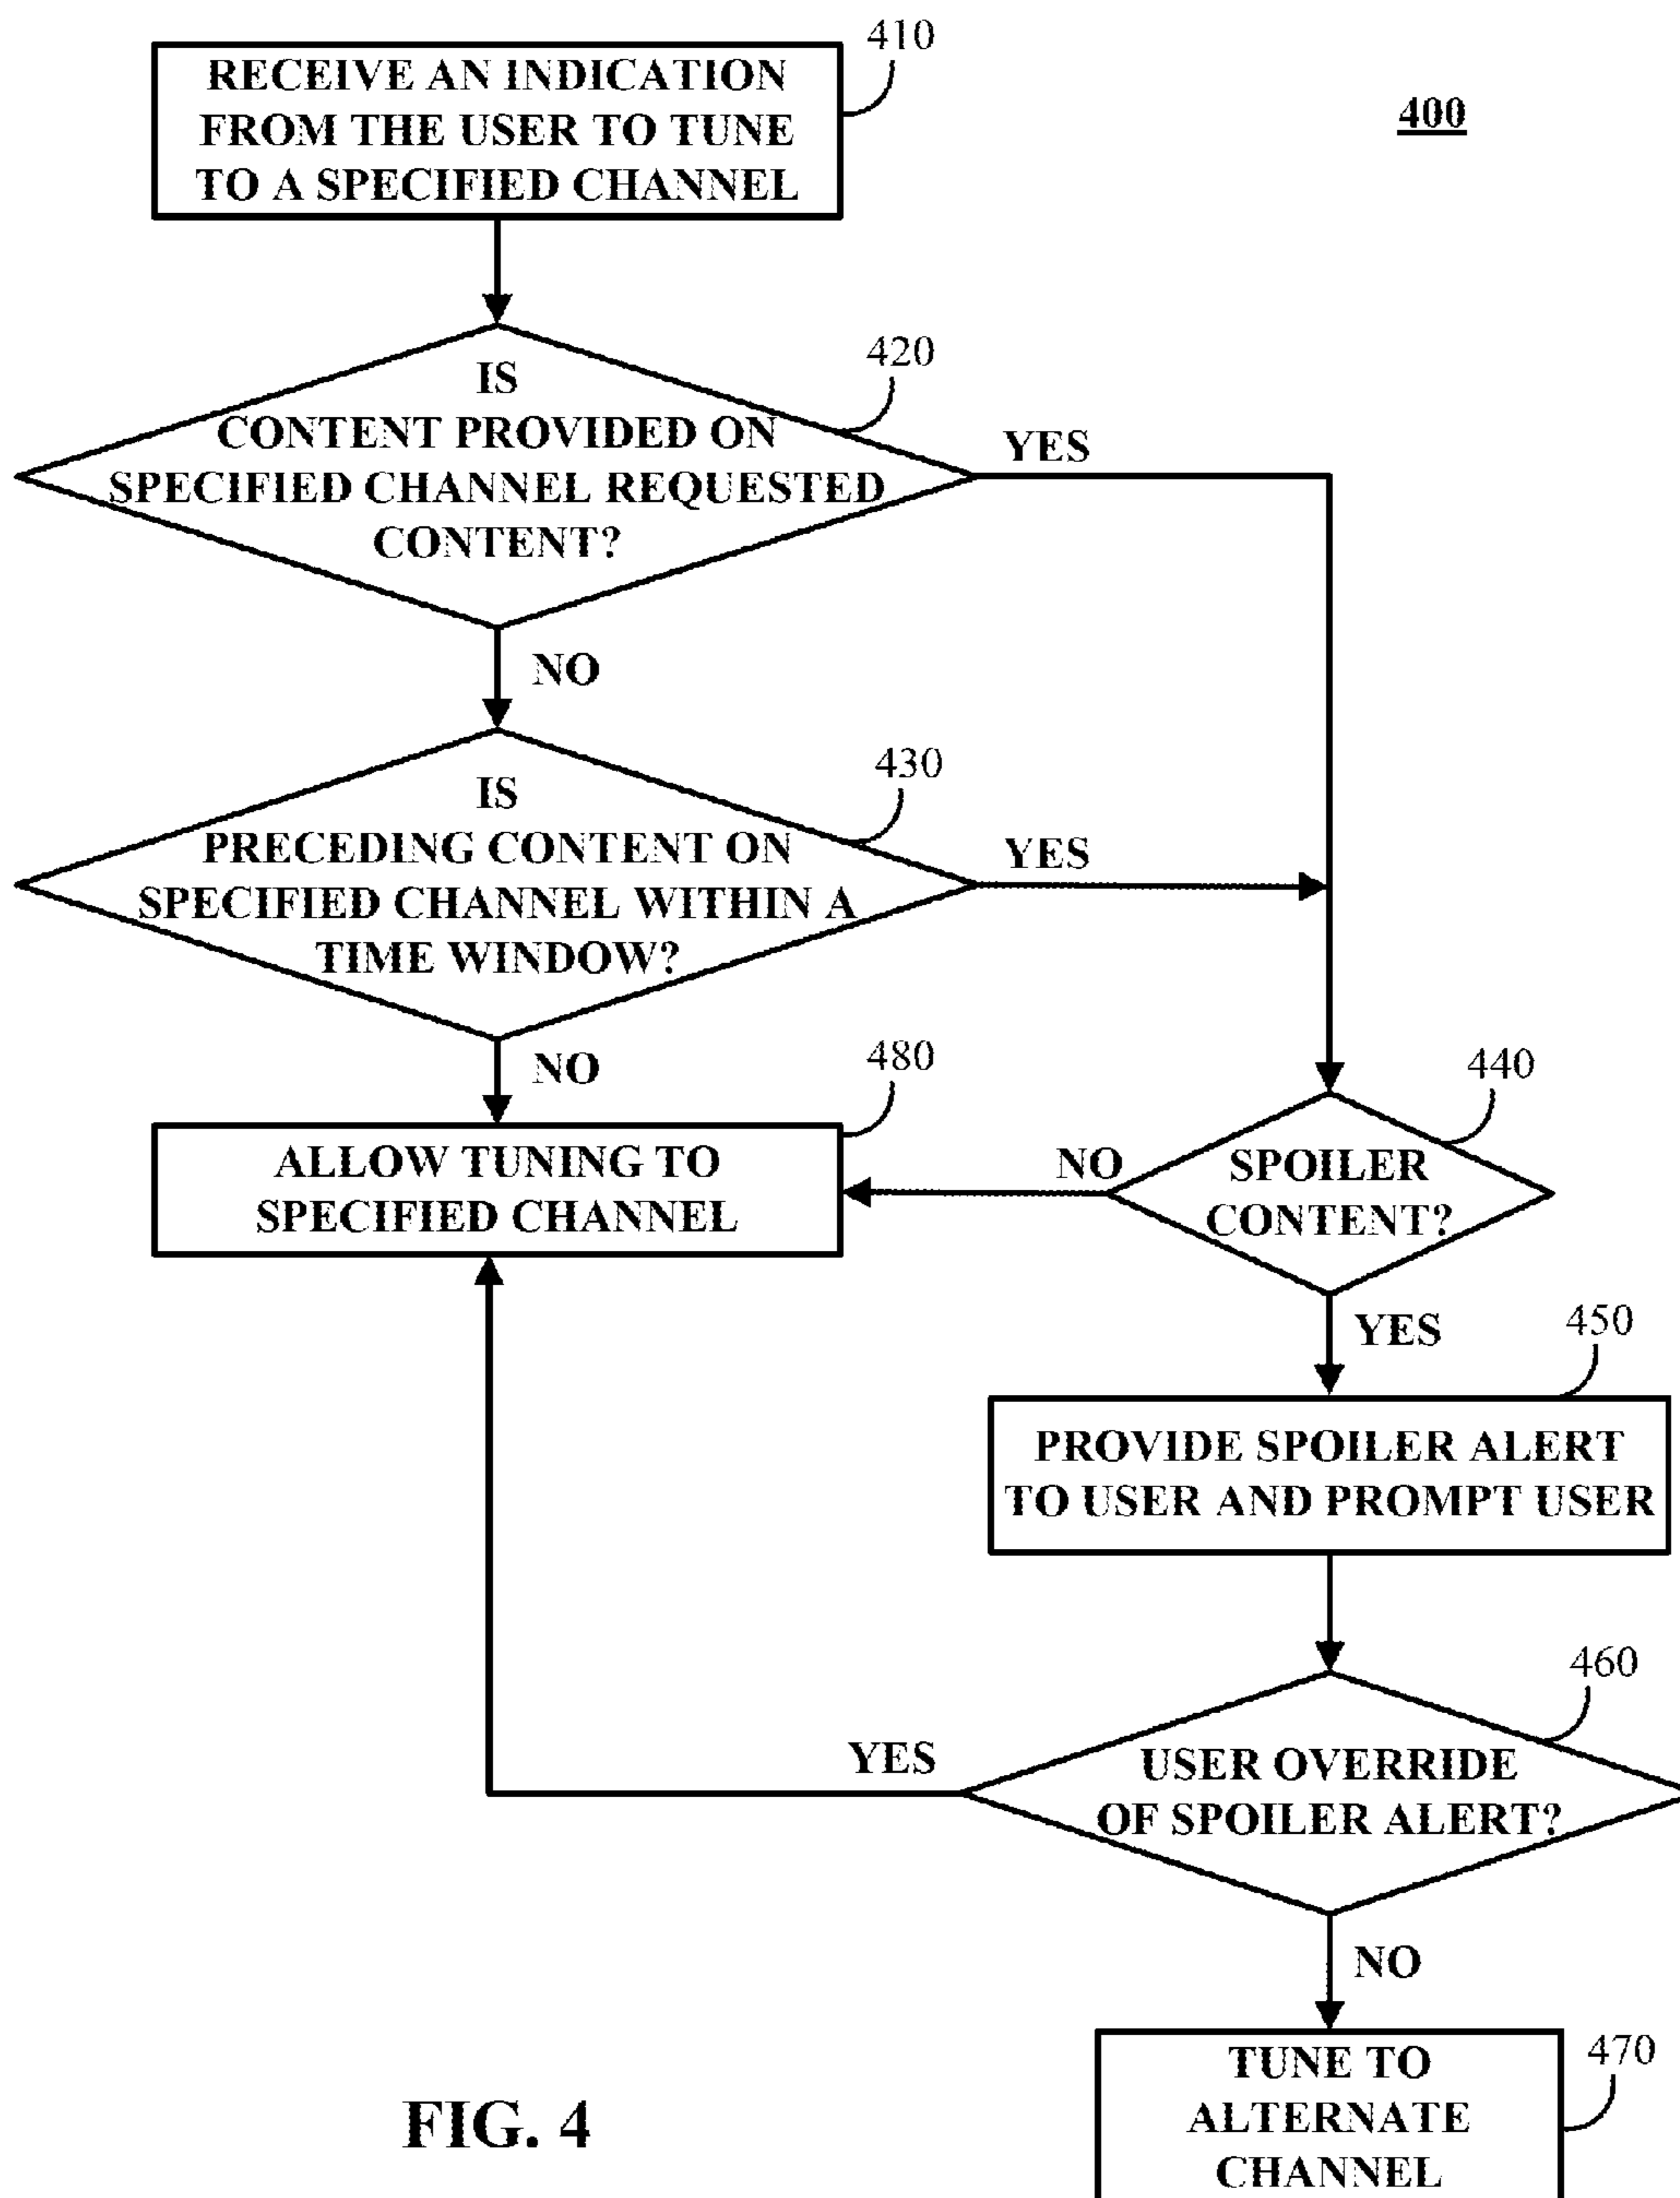 410
RECEIVE AN INDICATION
FROM THE USER TO TUNE
TO A SPECIFIED CHANNEL
400
420
IS
CONTENT PROVIDED ON
SPECIFIED CHANNEL REQUESTED
CONTENT?
YES
NO
430
IS
PRECEDING CONTENT ON
SPECIFIED CHANNEL WITHIN A
TIME WINDOW?
YES
NO
480
ALLOW TUNING TO
SPECIFIED CHANNEL
440
NO
SPOILER
CONTENT?
YES
450
PROVIDE SPOILER ALERT
TO USER AND PROMPT USER
460
YES
USER OVERRIDE
OF SPOILER ALERT?
NO
470
TUNE TO
ALTERNATE
CHANNEL
FIG. 4